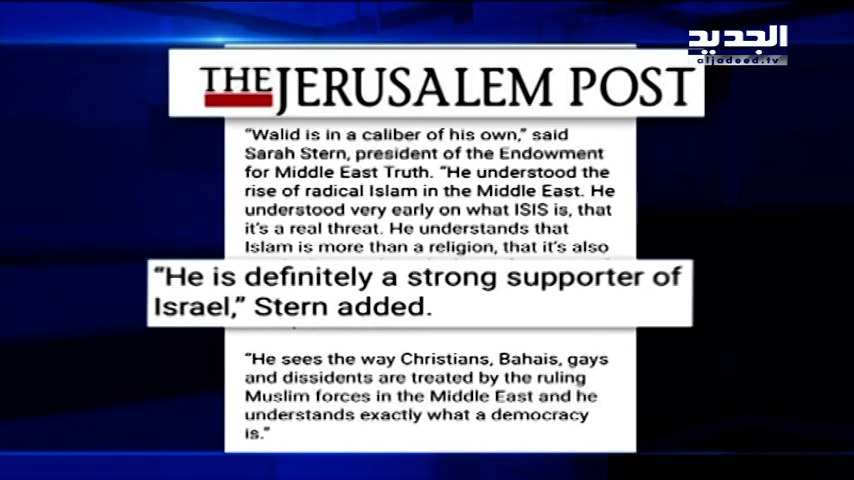 الجديد
aljadeed.tv
THE JERUSALEM POST
“Walid is in a caliber of his own,” said
Sarah Stern, president of the Endowment
for Middle East Truth. “He understood the
rise of radical Islam in the Middle East. He
understood very early on what ISIS is, that
it’s a real threat. He understands that
Islam is more than a religion, that it’s also
“He is definitely a strong supporter of
Israel,” Stern added.
“He sees the way Christians, Bahais, gays
and dissidents are treated by the ruling
Muslim forces in the Middle East and he
understands exactly what a democracy
is.”